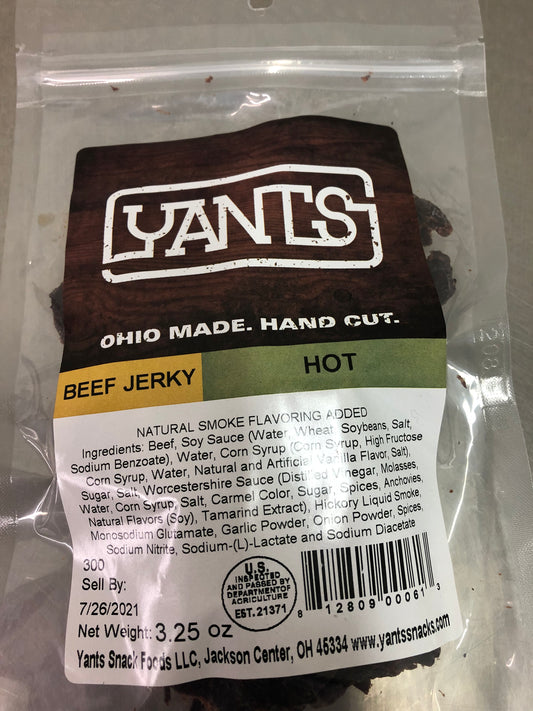 YANTS
OHIO MADE. HAND CUT.
BEEF JERKY
HOT
NATURAL SMOKE FLAVORING ADDED
Ingredients: Beef, Soy Sauce (Water, Wheat, Soybeans, Salt,
Sodium Benzoate), Water, Corn Syrup (Corn Syrup, High Fructose
Corn Syrup, Water, Natural and Artificial Vanilla Flavor, Salt),
Sugar, Salt, Worcestershire Sauce (Distilled Vinegar, Molasses,
Water, Corn Syrup, Salt, Carmel Color, Sugar, Spices, Anchovies,
Natural Flavors (Soy), Tamarind Extract), Hickory Liquid Smoke,
Monosodium Glutamate, Garlic Powder, Onion Powder, Spices,
Sodium Nitrite, Sodium-(L)-Lactate and Sodium Diacetate
300
Sell By:
7/26/2021
Net Weight: 3.25 oz
U.S.
INSPECTED
AND PASSED BY
DEPARTMENT OF
AGRICULTURE
EST. 21371
8 12809 00061 3
Yants Snack Foods LLC, Jackson Center, OH 45334 www.yantssnacks.com